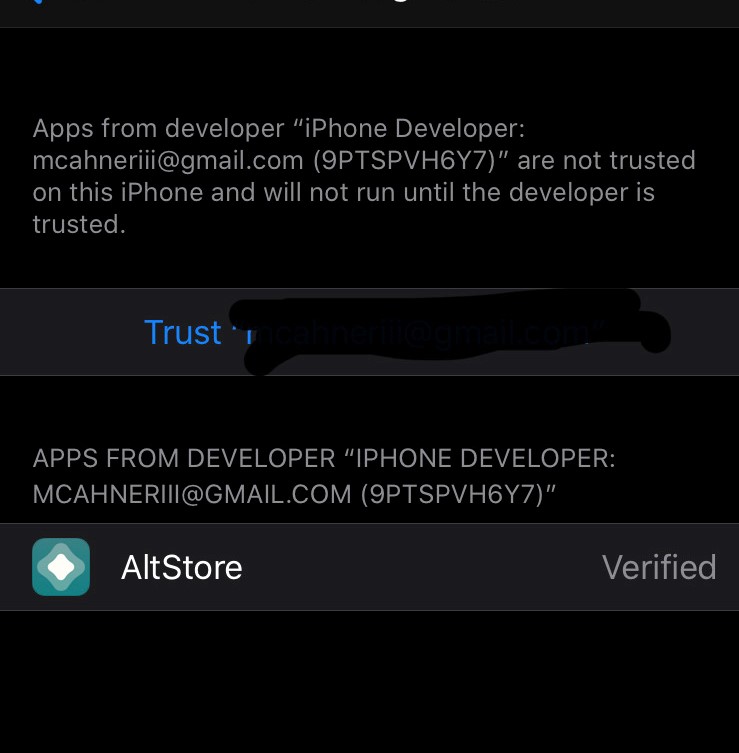 Apps from developer “iPhone Developer:
mcahneriii@gmail.com (9PTSPVH6Y7)” are not trusted
on this iPhone and will not run until the developer is
trusted.
Trust
APPS FROM DEVELOPER “IPHONE DEVELOPER:
MCAHNERIII@GMAIL.COM (9PTSPVH6Y7)”
AltStore Verified